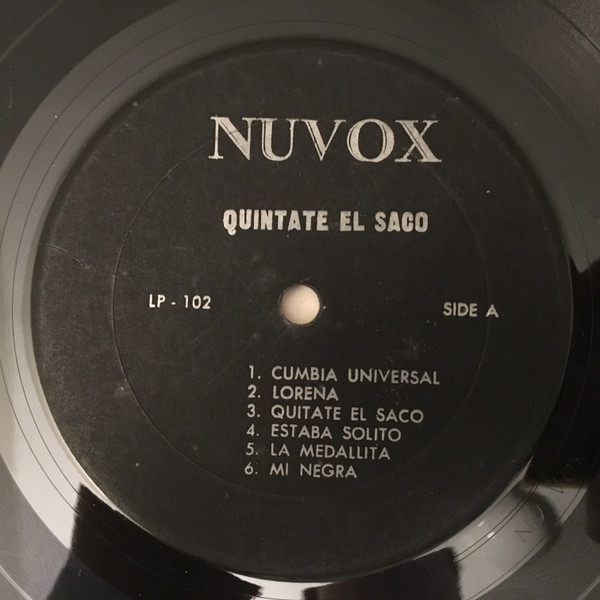 NUVOX
QUINTATE EL SACO
LP - 102
SIDE A
1. CUMBIA UNIVERSAL
2. LORENA
3. QUITATE EL SACO
4. ESTABA SOLITO
5. LA MEDALLITA
6. MI NEGRA